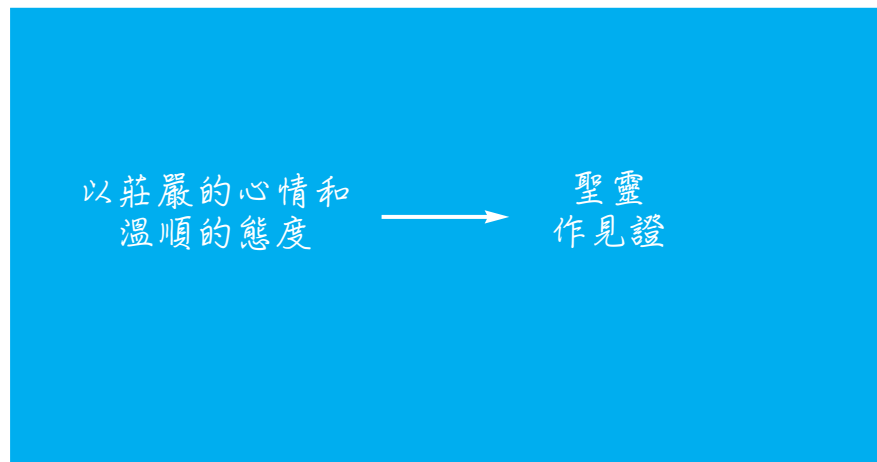 以莊嚴的心情和
溫順的態度
聖靈
作見證